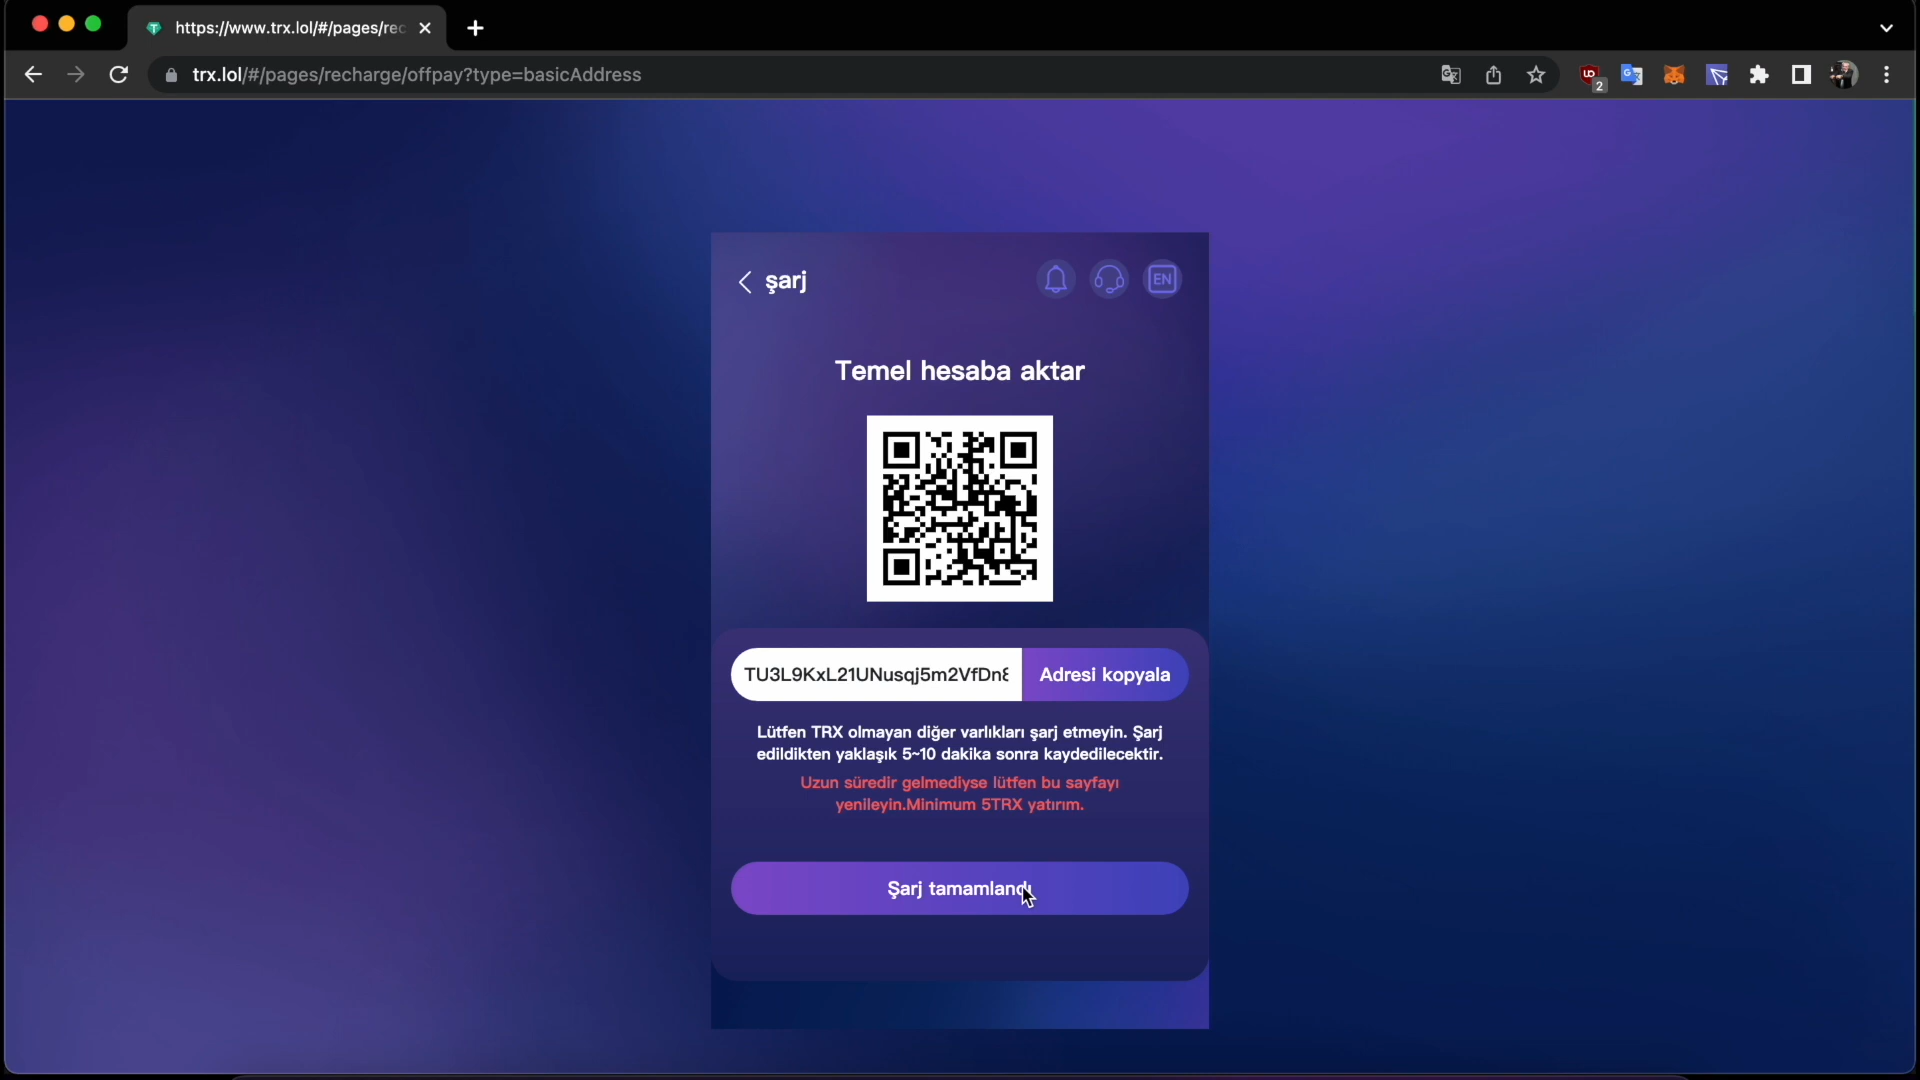 https://www.trx.lol/#/pages/rec
trx.lol/#/pages/recharge/offpay?type=basicAddress
2
şarj
EN
Temel hesaba aktar
TU3L9KxL21UNusqj5m2VfDn
Adresi kopyala
Lütfen TRX olmayan diğer varlıkları şarj etmeyin. Şarj
edildikten yaklaşık 5~10 dakika sonra kaydedilecektir.
Uzun süredir gelmediyse lütfen bu sayfayı
yenileyin.Minimum 5TRX yatırım.
Şarj tamamlandı